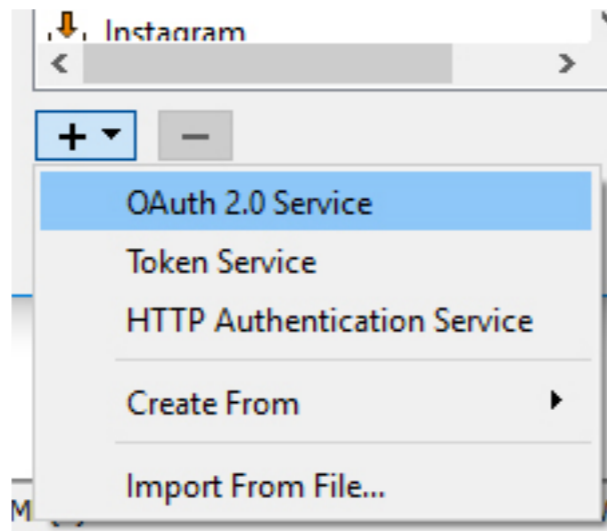 Instagram
OAuth 2.0 Service
Token Service
HTTP Authentication Service
Create From
Import From File...